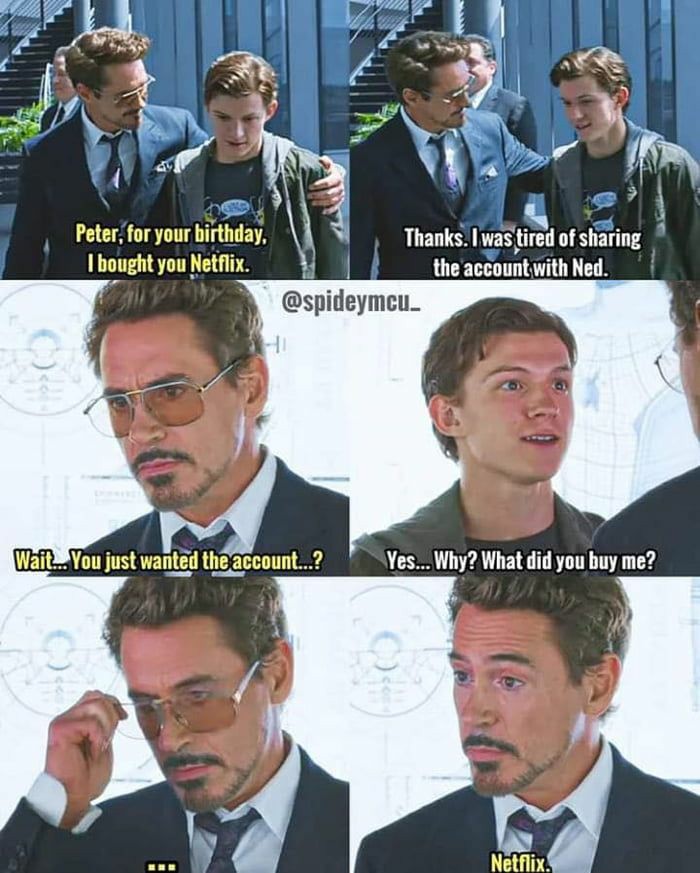 Peter, for your birthday,
I bought you Netflix.
Thanks. I was tired of sharing
the account with Ned.
@spideymcu_
Wait... You just wanted the account...?
Yes... Why? What did you buy me?
...
Netflix.